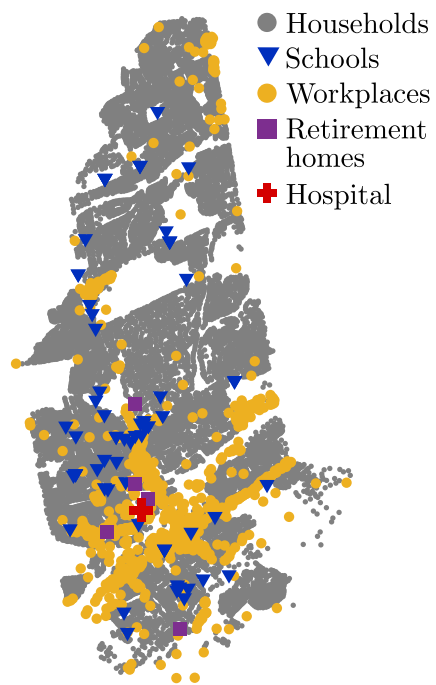 Households
Schools
Workplaces
Retirement
homes
Hospital